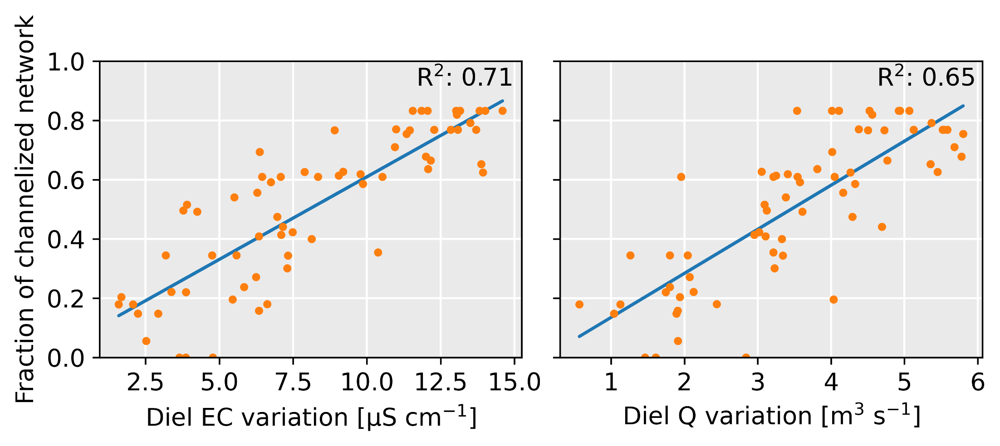 Fraction of channelized network
1.0
0.8
0.6
0.4
0.2
0.0
R²: 0.71
2.5 5.0 7.5 10.0 12.5 15.0
Diel EC variation [µS cm⁻¹]
R²: 0.65
1 2 3 4 5 6
Diel Q variation [m³ s⁻¹]